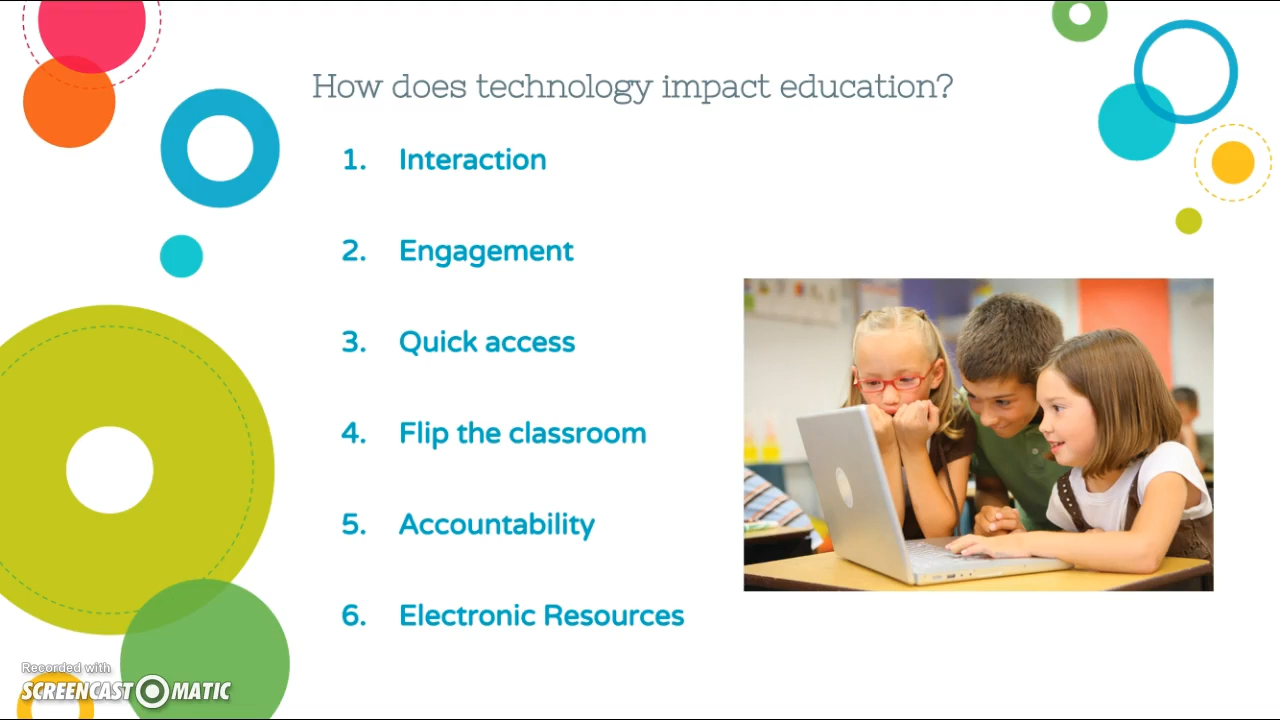 How does technology impact education?
1. Interaction
2. Engagement
3. Quick access
4. Flip the classroom
5. Accountability
6. Electronic Resources
Recorded with
SCREENCAST MATIC